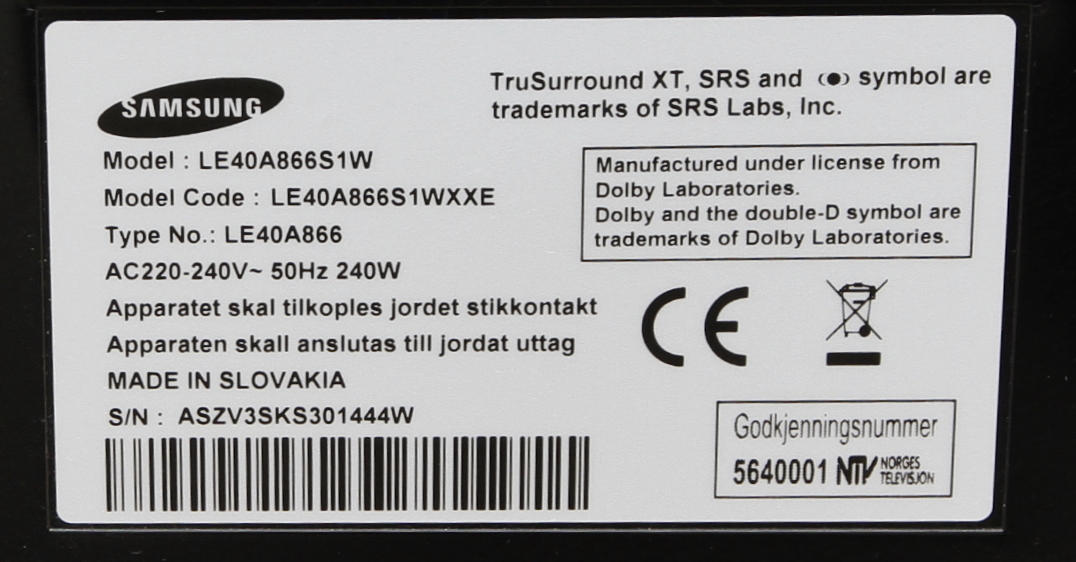 SAMSUNG
Model : LE40A866S1W
Model Code : LE40A866S1WXXE
Type No.: LE40A866
AC220-240V~ 50Hz 240W
Apparatet skal tilkoples jordet stikkontakt
Apparaten skall anslutas till jordat uttag
MADE IN SLOVAKIA
S/N : ASZV3SKS301444W
TruSurround XT, SRS and (●) symbol are
trademarks of SRS Labs, Inc.
Manufactured under license from
Dolby Laboratories.
Dolby and the double-D symbol are
trademarks of Dolby Laboratories.
CE
Godkjenningsnummer
5640001 NTV NORGES
TELEVISJON